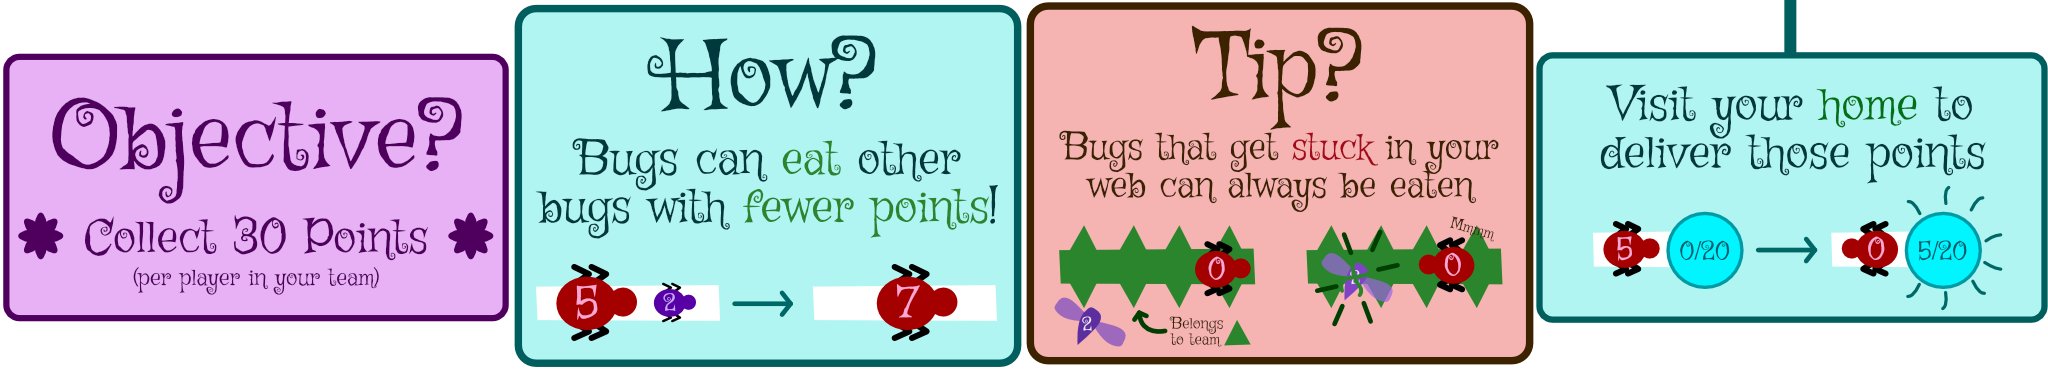 Objective?
Collect 30 Points
(per player in your team)
How?
Bugs can eat other
bugs with fewer points!
5
2
7
Tip?
Bugs that get stuck in your
web can always be eaten
0
2
Belongs
to team
Mmmm
2
0
Visit your home to
deliver those points
5
0/20
0
5/20